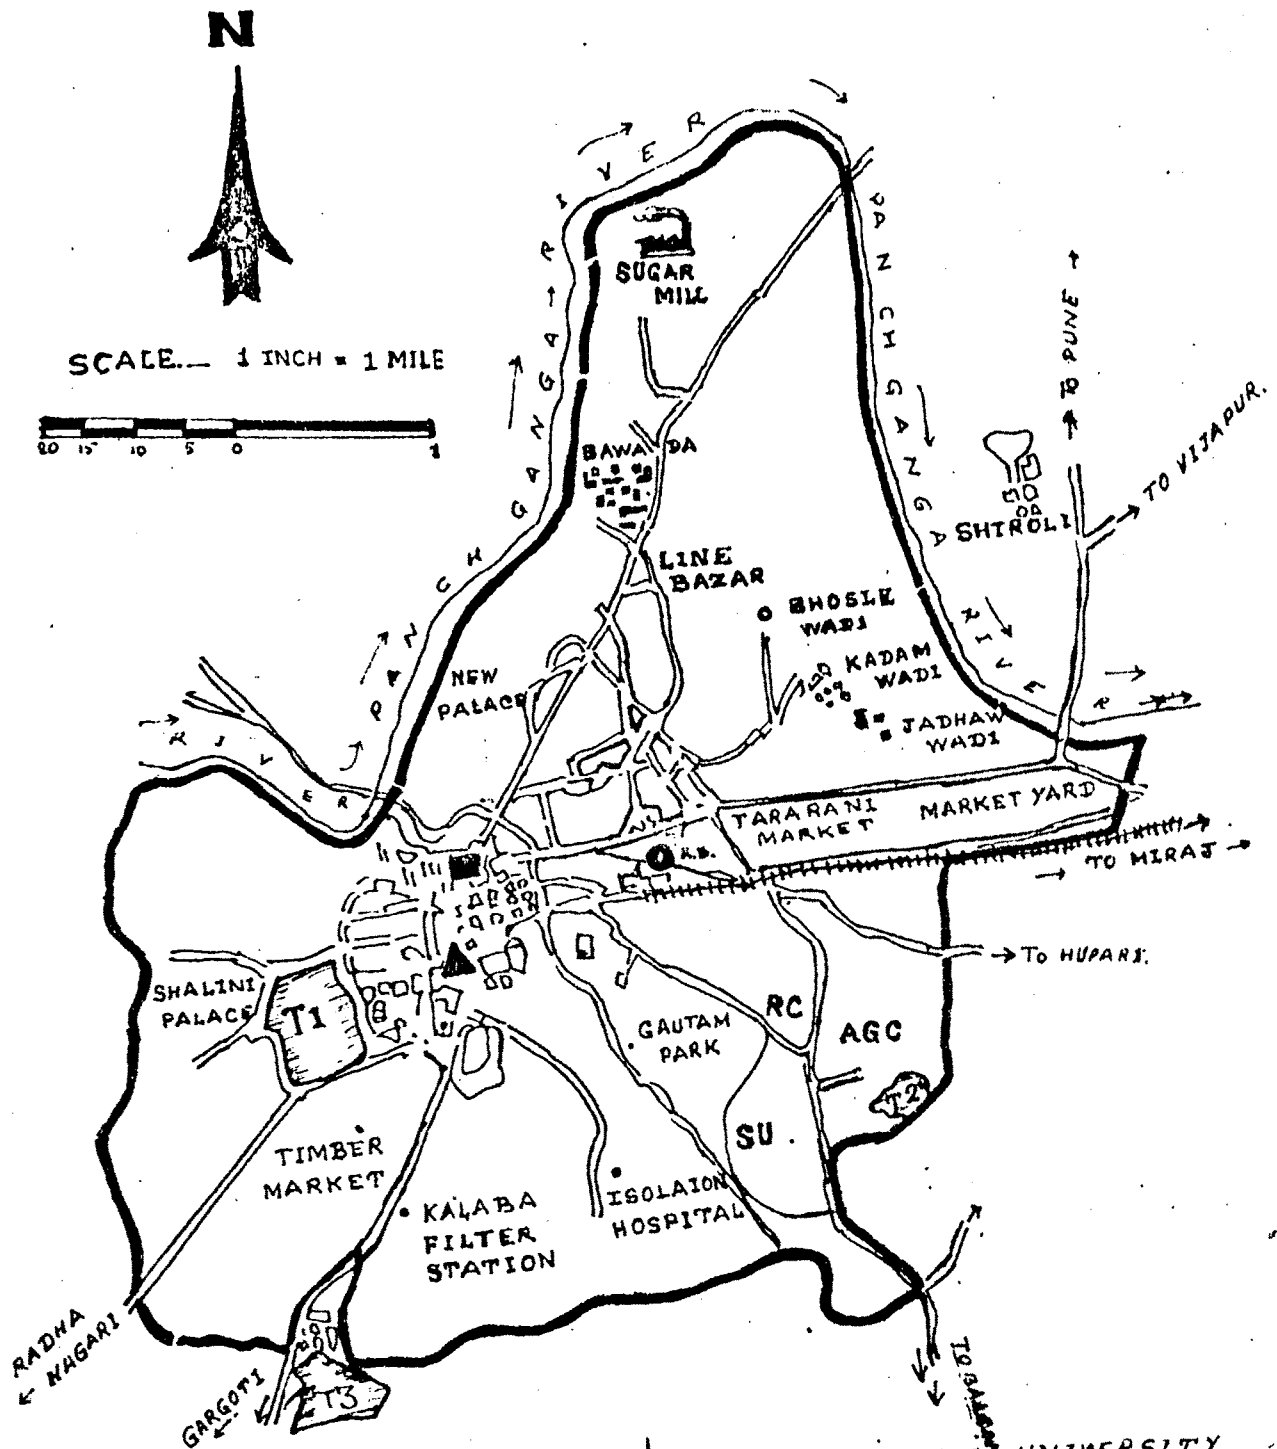 N
SCALE.— 1 INCH = 1 MILE
20 15 10 5 0 1
RIVER PANCHGANGA → RIVER
PANCHGANGA RIVER
SUGAR
MILL
BAWADA
LINE
BAZAR
TO PUNE →
TO VIJAPUR.
SHIROLI
BHOSLE
WADI
KADAM
WADI
JADHAW
WADI
NEW
PALACE
TARARANI
MARKET
MARKET YARD
R.S.
TO MIRAJ →
→ TO HUPARI.
SHALINI
PALACE
T1
RC
AGC
GAUTAM
PARK
T2
SU .
TIMBER
MARKET
KALABA
FILTER
STATION
ISOLAION
HOSPITAL
RADHA
← NAGARI
GARGOTI
T3
UNIVERSITY